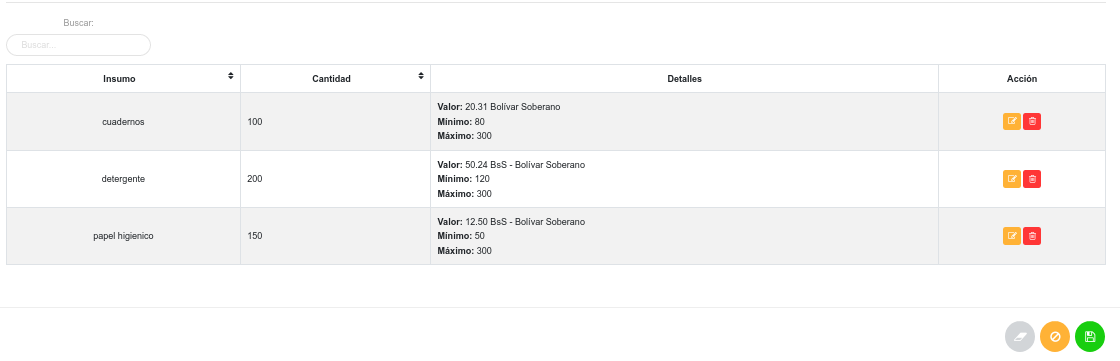 Buscar:
Buscar...
Insumo Cantidad Detalles Acción
cuadernos 100 Valor: 20.31 Bolívar Soberano
Mínimo: 80
Máximo: 300
detergente 200 Valor: 50.24 BsS - Bolívar Soberano
Mínimo: 120
Máximo: 300
papel higienico 150 Valor: 12.50 BsS - Bolívar Soberano
Mínimo: 50
Máximo: 300